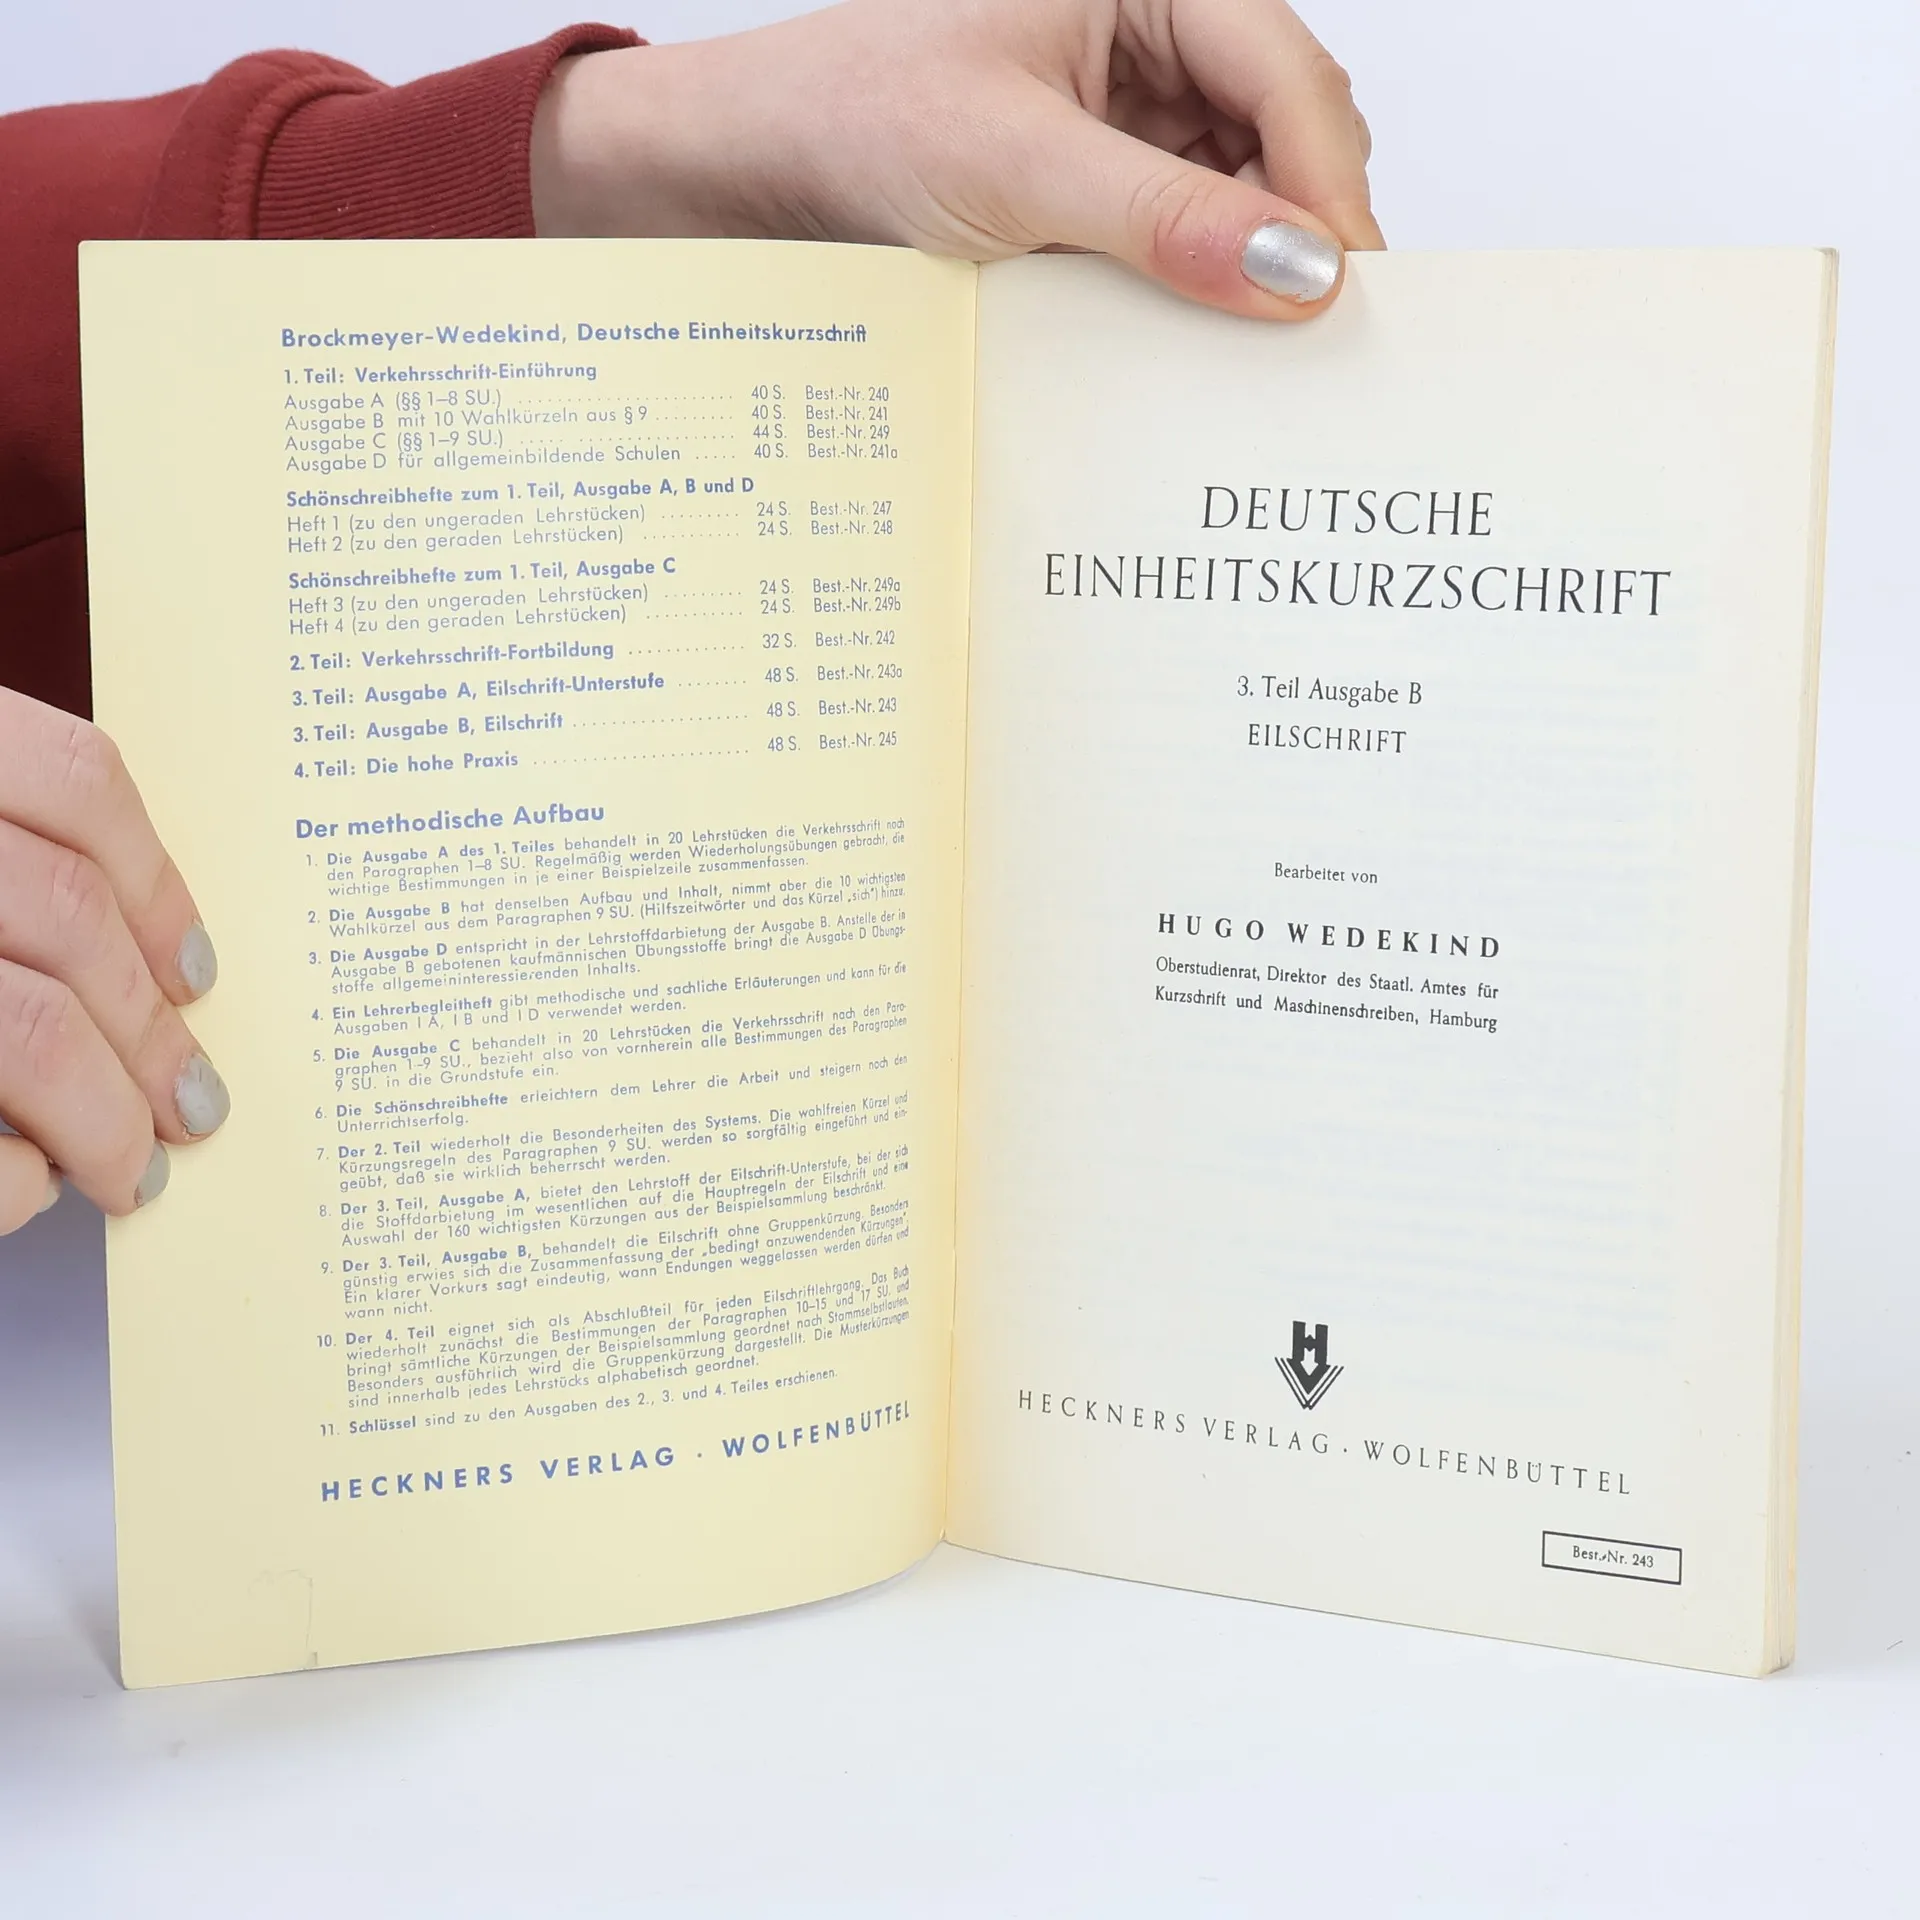 Brockmeyer-Wedekind, Deutsche Einheitskurzschrift
1. Teil: Verkehrsschrift-Einführung
Ausgabe A (§§ 1–8 SU.) ........................ 40 S. Best.-Nr. 240
Ausgabe B mit 10 Wahlkürzeln aus § 9 ......... 40 S. Best.-Nr. 241
Ausgabe C (§§ 1–9 SU.) ..... .................. 44 S. Best.-Nr. 249
Ausgabe D für allgemeinbildende Schulen ..... 40 S. Best.-Nr. 241a
Schönschreibhefte zum 1. Teil, Ausgabe A, B und D
Heft 1 (zu den ungeraden Lehrstücken) ......... 24 S. Best.-Nr. 247
Heft 2 (zu den geraden Lehrstücken) ........... 24 S. Best.-Nr. 248
Schönschreibhefte zum 1. Teil, Ausgabe C
Heft 3 (zu den ungeraden Lehrstücken) ......... 24 S. Best.-Nr. 249a
Heft 4 (zu den geraden Lehrstücken) ........... 24 S. Best.-Nr. 249b
2. Teil: Verkehrsschrift-Fortbildung ............. 32 S. Best.-Nr. 242
3. Teil: Ausgabe A, Eilschrift-Unterstufe ........ 48 S. Best.-Nr. 243a
3. Teil: Ausgabe B, Eilschrift ................... 48 S. Best.-Nr. 243
4. Teil: Die hohe Praxis ....................... 48 S. Best.-Nr. 245
Der methodische Aufbau
1. Die Ausgabe A des 1. Teiles behandelt in 20 Lehrstücken die Verkehrsschrift nach
den Paragraphen 1–8 SU. Regelmäßig werden Wiederholungsübungen gebracht, die
wichtige Bestimmungen in je einer Beispielzeile zusammenfassen.
2. Die Ausgabe B hat denselben Aufbau und Inhalt, nimmt aber die 10 wichtigsten
Wahlkürzel aus dem Paragraphen 9 SU. (Hilfszeitwörter und das Kürzel „sich“) hinzu.
3. Die Ausgabe D entspricht in der Lehrstoffdarbietung der Ausgabe B. Anstelle der in
Ausgabe B gebotenen kaufmännischen Übungsstoffe bringt die Ausgabe D Übungs-
stoffe allgemeininteressierenden Inhalts.
4. Ein Lehrerbegleitheft gibt methodische und sachliche Erläuterungen und kann für die
Ausgaben I A, I B und I D verwendet werden.
5. Die Ausgabe C behandelt in 20 Lehrstücken die Verkehrsschrift nach den Para-
graphen 1–9 SU., bezieht also von vornherein alle Bestimmungen des Paragraphen
9 SU. in die Grundstufe ein.
6. Die Schönschreibhefte erleichtern dem Lehrer die Arbeit und steigern noch den
Unterrichtserfolg.
7. Der 2. Teil wiederholt die Besonderheiten des Systems. Die wahlfreien Kürzel und
Kürzungsregeln des Paragraphen 9 SU. werden so sorgfältig eingeführt und ein-
geübt, daß sie wirklich beherrscht werden.
8. Der 3. Teil, Ausgabe A, bietet den Lehrstoff der Eilschrift-Unterstufe, bei der sich
die Stoffdarbietung im wesentlichen auf die Hauptregeln der Eilschrift und eine
Auswahl der 160 wichtigsten Kürzungen aus der Beispielsammlung beschränkt.
9. Der 3. Teil, Ausgabe B, behandelt die Eilschrift ohne Gruppenkürzung. Besonders
günstig erwies sich die Zusammenfassung der „bedingt anzuwendenden Kürzungen“.
Ein klarer Vorkurs sagt eindeutig, wann Endungen weggelassen werden dürfen und
wann nicht.
10. Der 4. Teil eignet sich als Abschlußteil für jeden Eilschriftlehrgang. Das Buch
wiederholt zunächst die Bestimmungen der Paragraphen 10–15 und 17 SU. und
bringt sämtliche Kürzungen der Beispielsammlung geordnet nach Stammselbstlauten.
Besonders ausführlich wird die Gruppenkürzung dargestellt. Die Musterkürzungen
sind innerhalb jedes Lehrstücks alphabetisch geordnet.
11. Schlüssel sind zu den Ausgaben des 2., 3. und 4. Teiles erschienen.
HECKNERS VERLAG · WOLFENBÜTTEL
DEUTSCHE
EINHEITSKURZSCHRIFT
3. Teil Ausgabe B
EILSCHRIFT
Bearbeitet von
HUGO WEDEKIND
Oberstudienrat, Direktor des Staatl. Amtes für
Kurzschrift und Maschinenschreiben, Hamburg
HECKNERS VERLAG · WOLFENBÜTTEL
Best.-Nr. 243